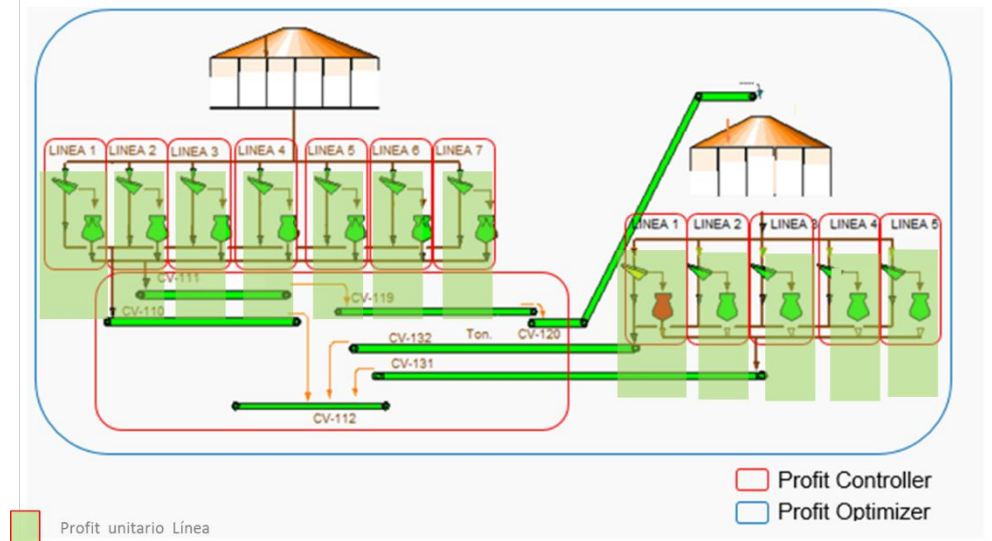 LINEA 1 LINEA 2 LINEA 3 LINEA 4 LINEA 5 LINEA 6 LINEA 7
LINEA 1 LINEA 2 LINEA 3 LINEA 4 LINEA 5
CV-111
CV-119
CV-110
CV-132 Ton. CV-120
CV-131
CV-112
Profit Controller
Profit Optimizer
Profit unitario Línea